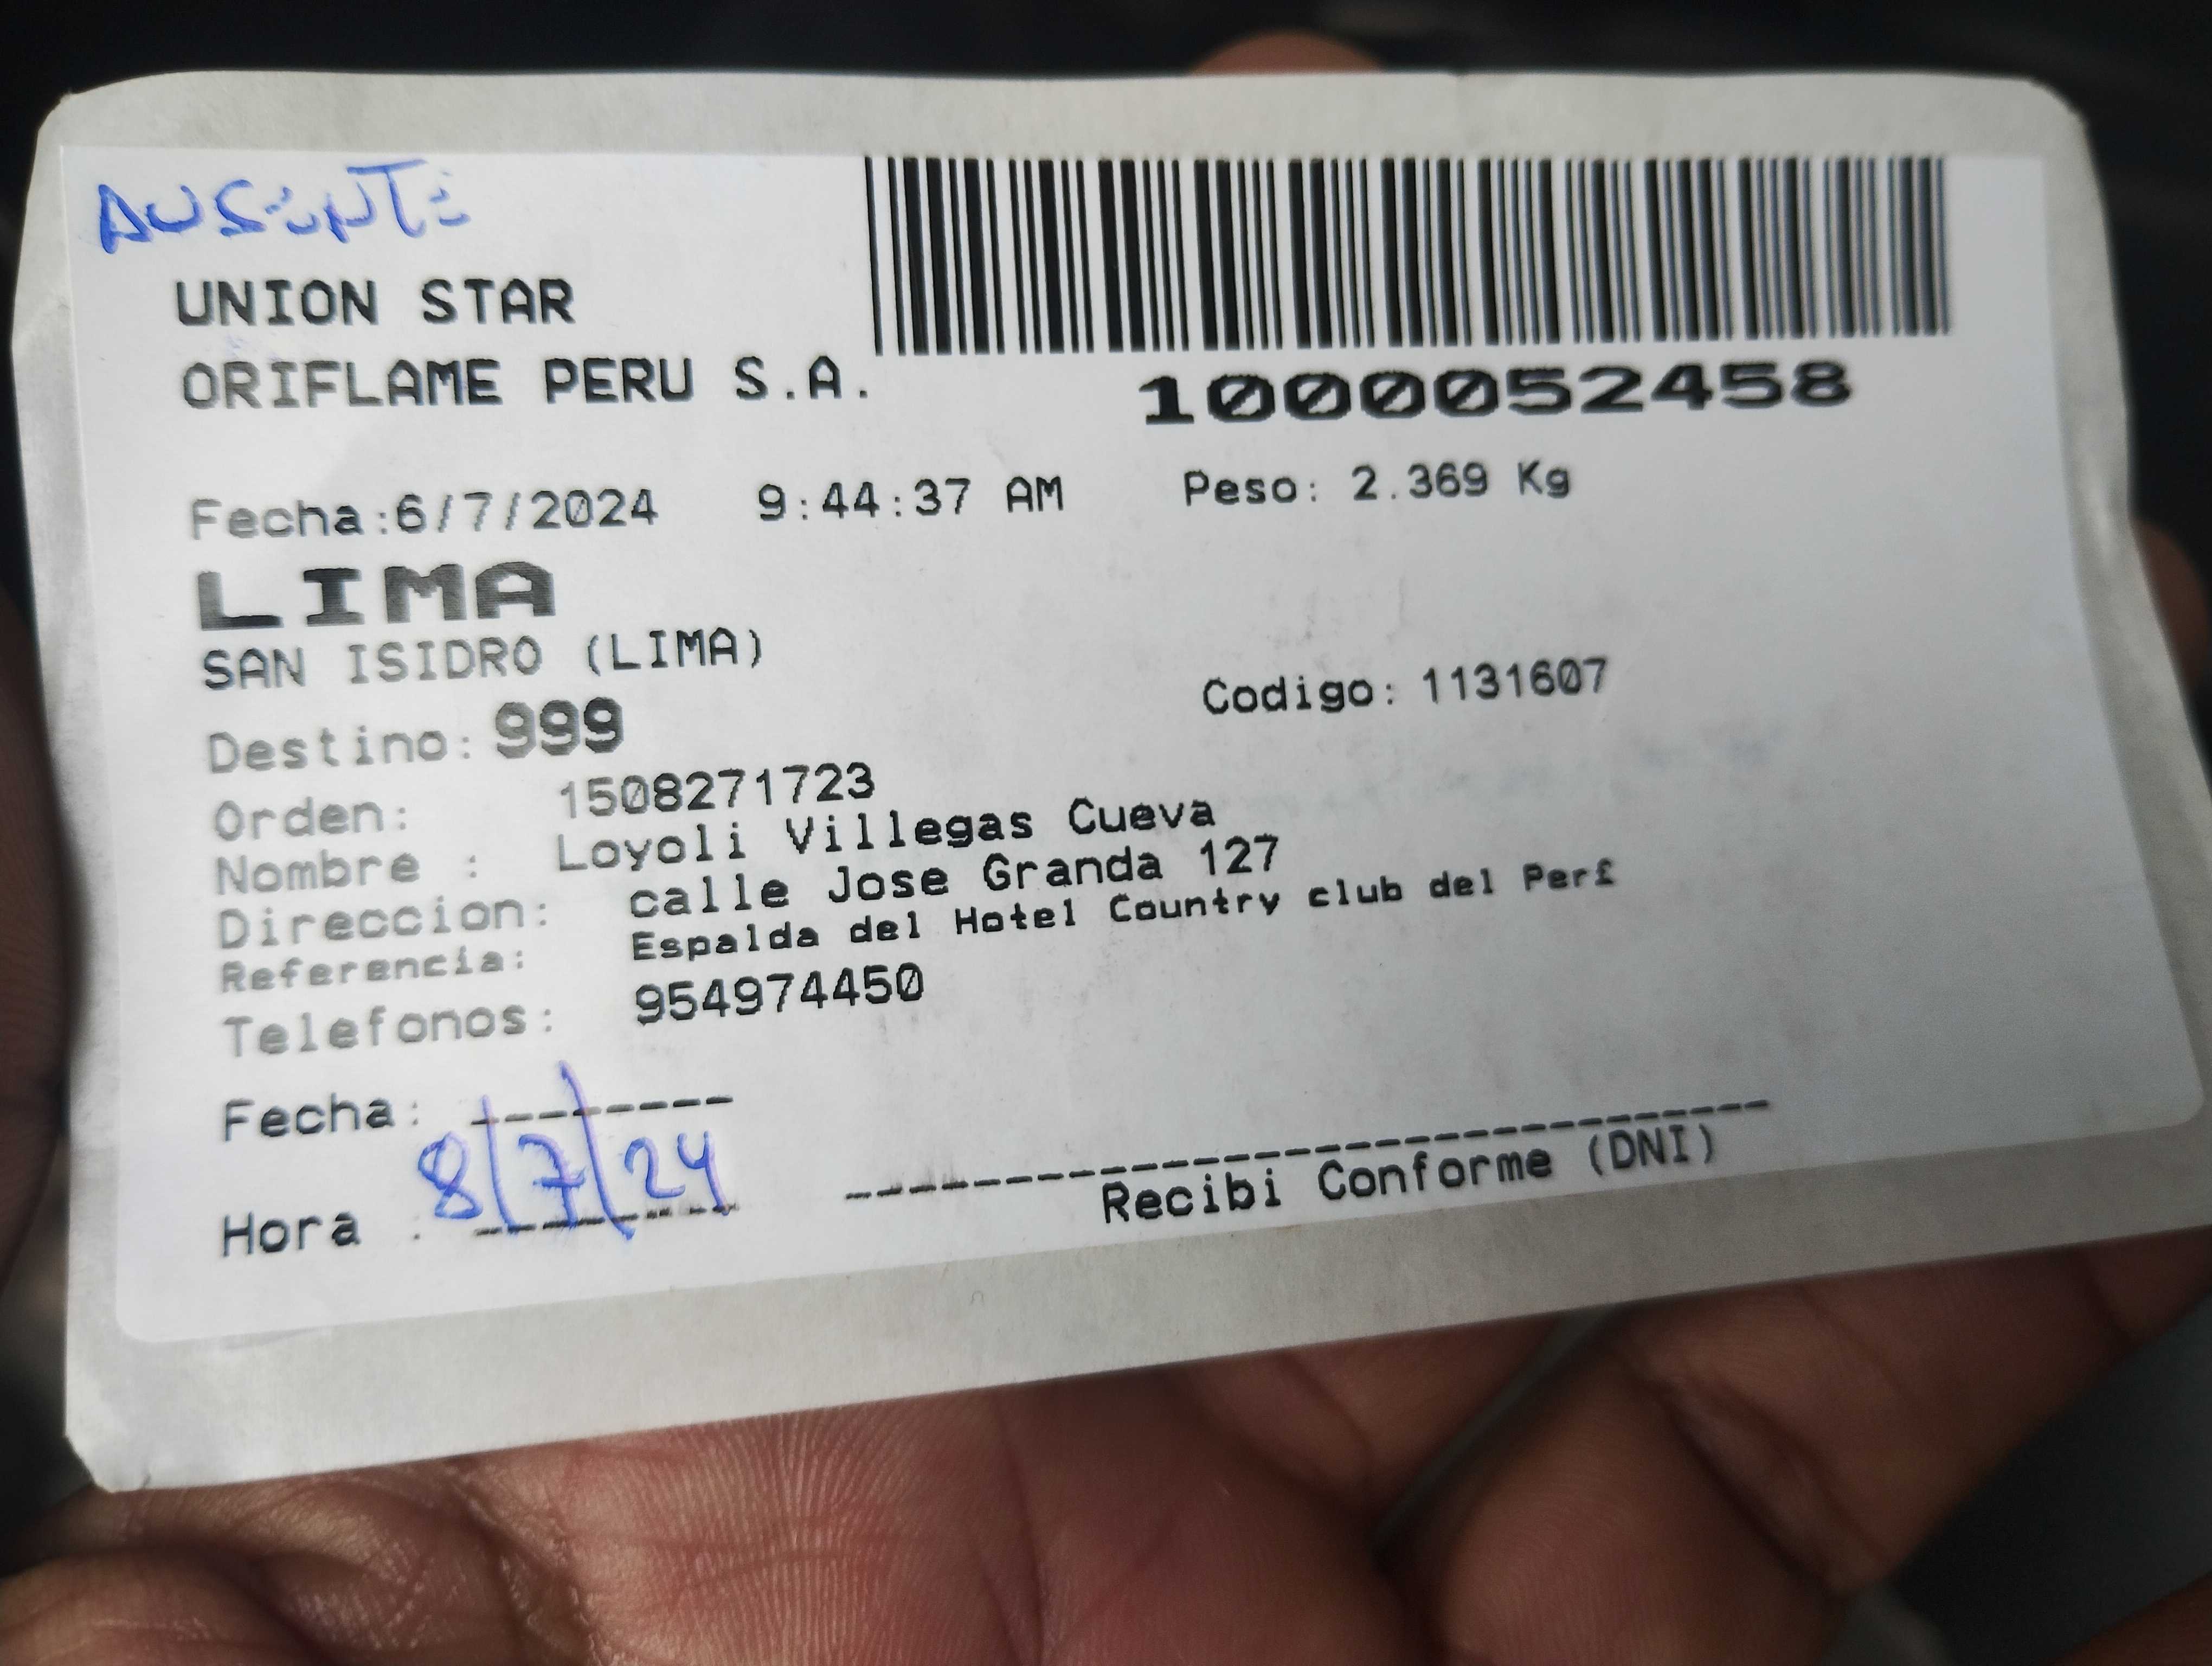 AUSENTE
UNION STAR
ORIFLAME PERU S.A.
1000052458
Fecha:6/7/2024 9:44:37 AM Peso: 2.369 Kg
LIMA
SAN ISIDRO (LIMA)
Destino: 999 Codigo: 1131607
Orden: 1508271723
Nombre : Loyoli Villegas Cueva
Direccion: calle Jose Granda 127
Referencia: Espalda del Hotel Country club del Per£
Telefonos: 954974450
Fecha: 8/7/24
Hora :
Recibi Conforme (DNI)